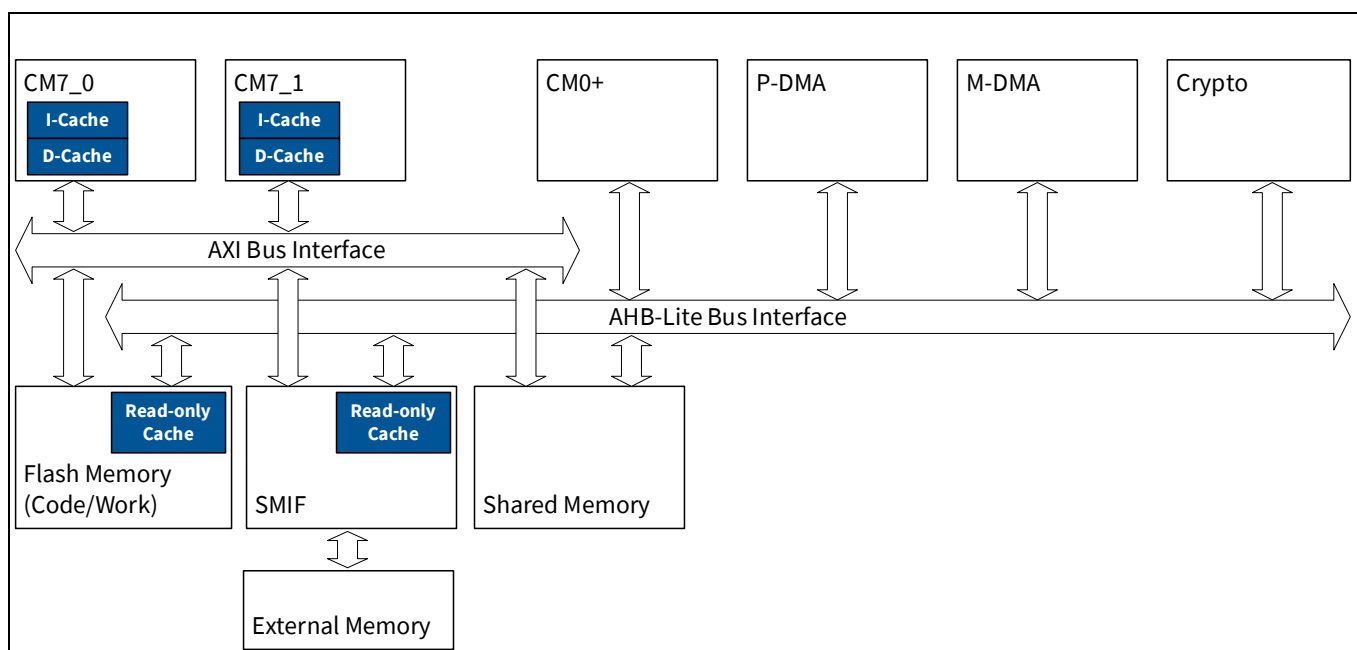 CM7_0
I-Cache
D-Cache
CM7_1
I-Cache
D-Cache
CM0+
P-DMA
M-DMA
Crypto
AXI Bus Interface
AHB-Lite Bus Interface
Read-only
Cache
Flash Memory
(Code/Work)
Read-only
Cache
SMIF
Shared Memory
External Memory